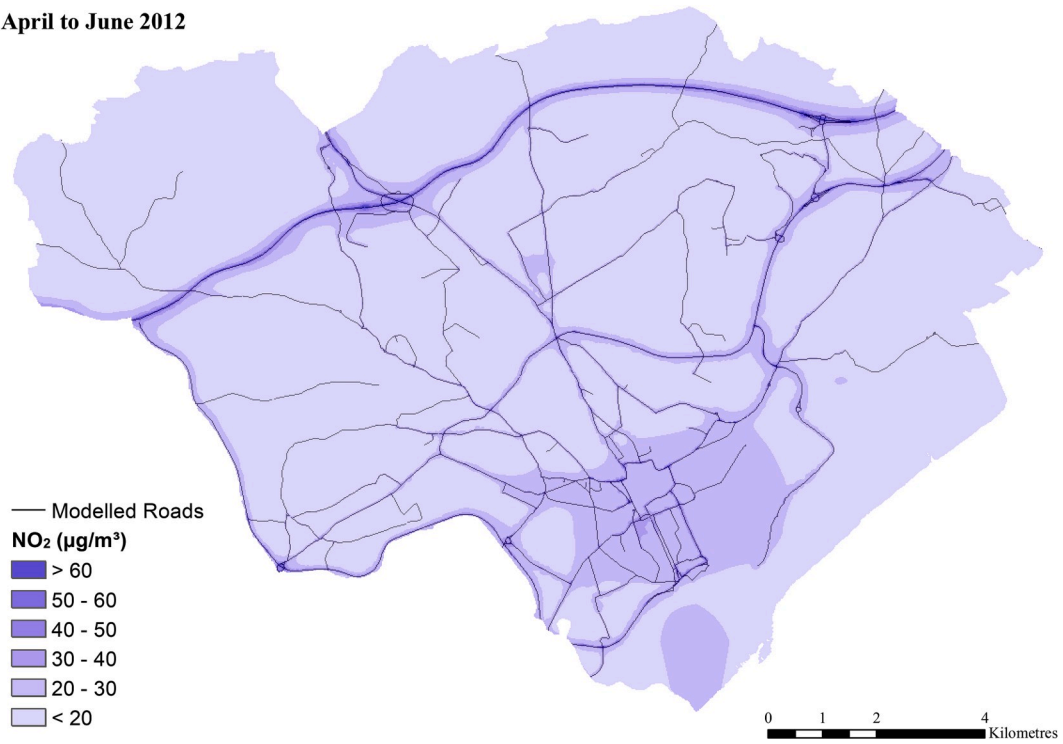 April to June 2012
Modelled Roads
NO₂ (µg/m³)
> 60
50 - 60
40 - 50
30 - 40
20 - 30
< 20
0 1 2 4
Kilometres